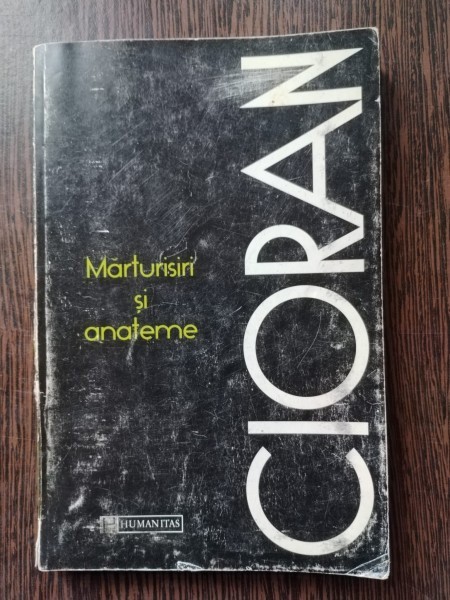 CIORAN
Mărturisiri
și
anateme
HUMANITAS